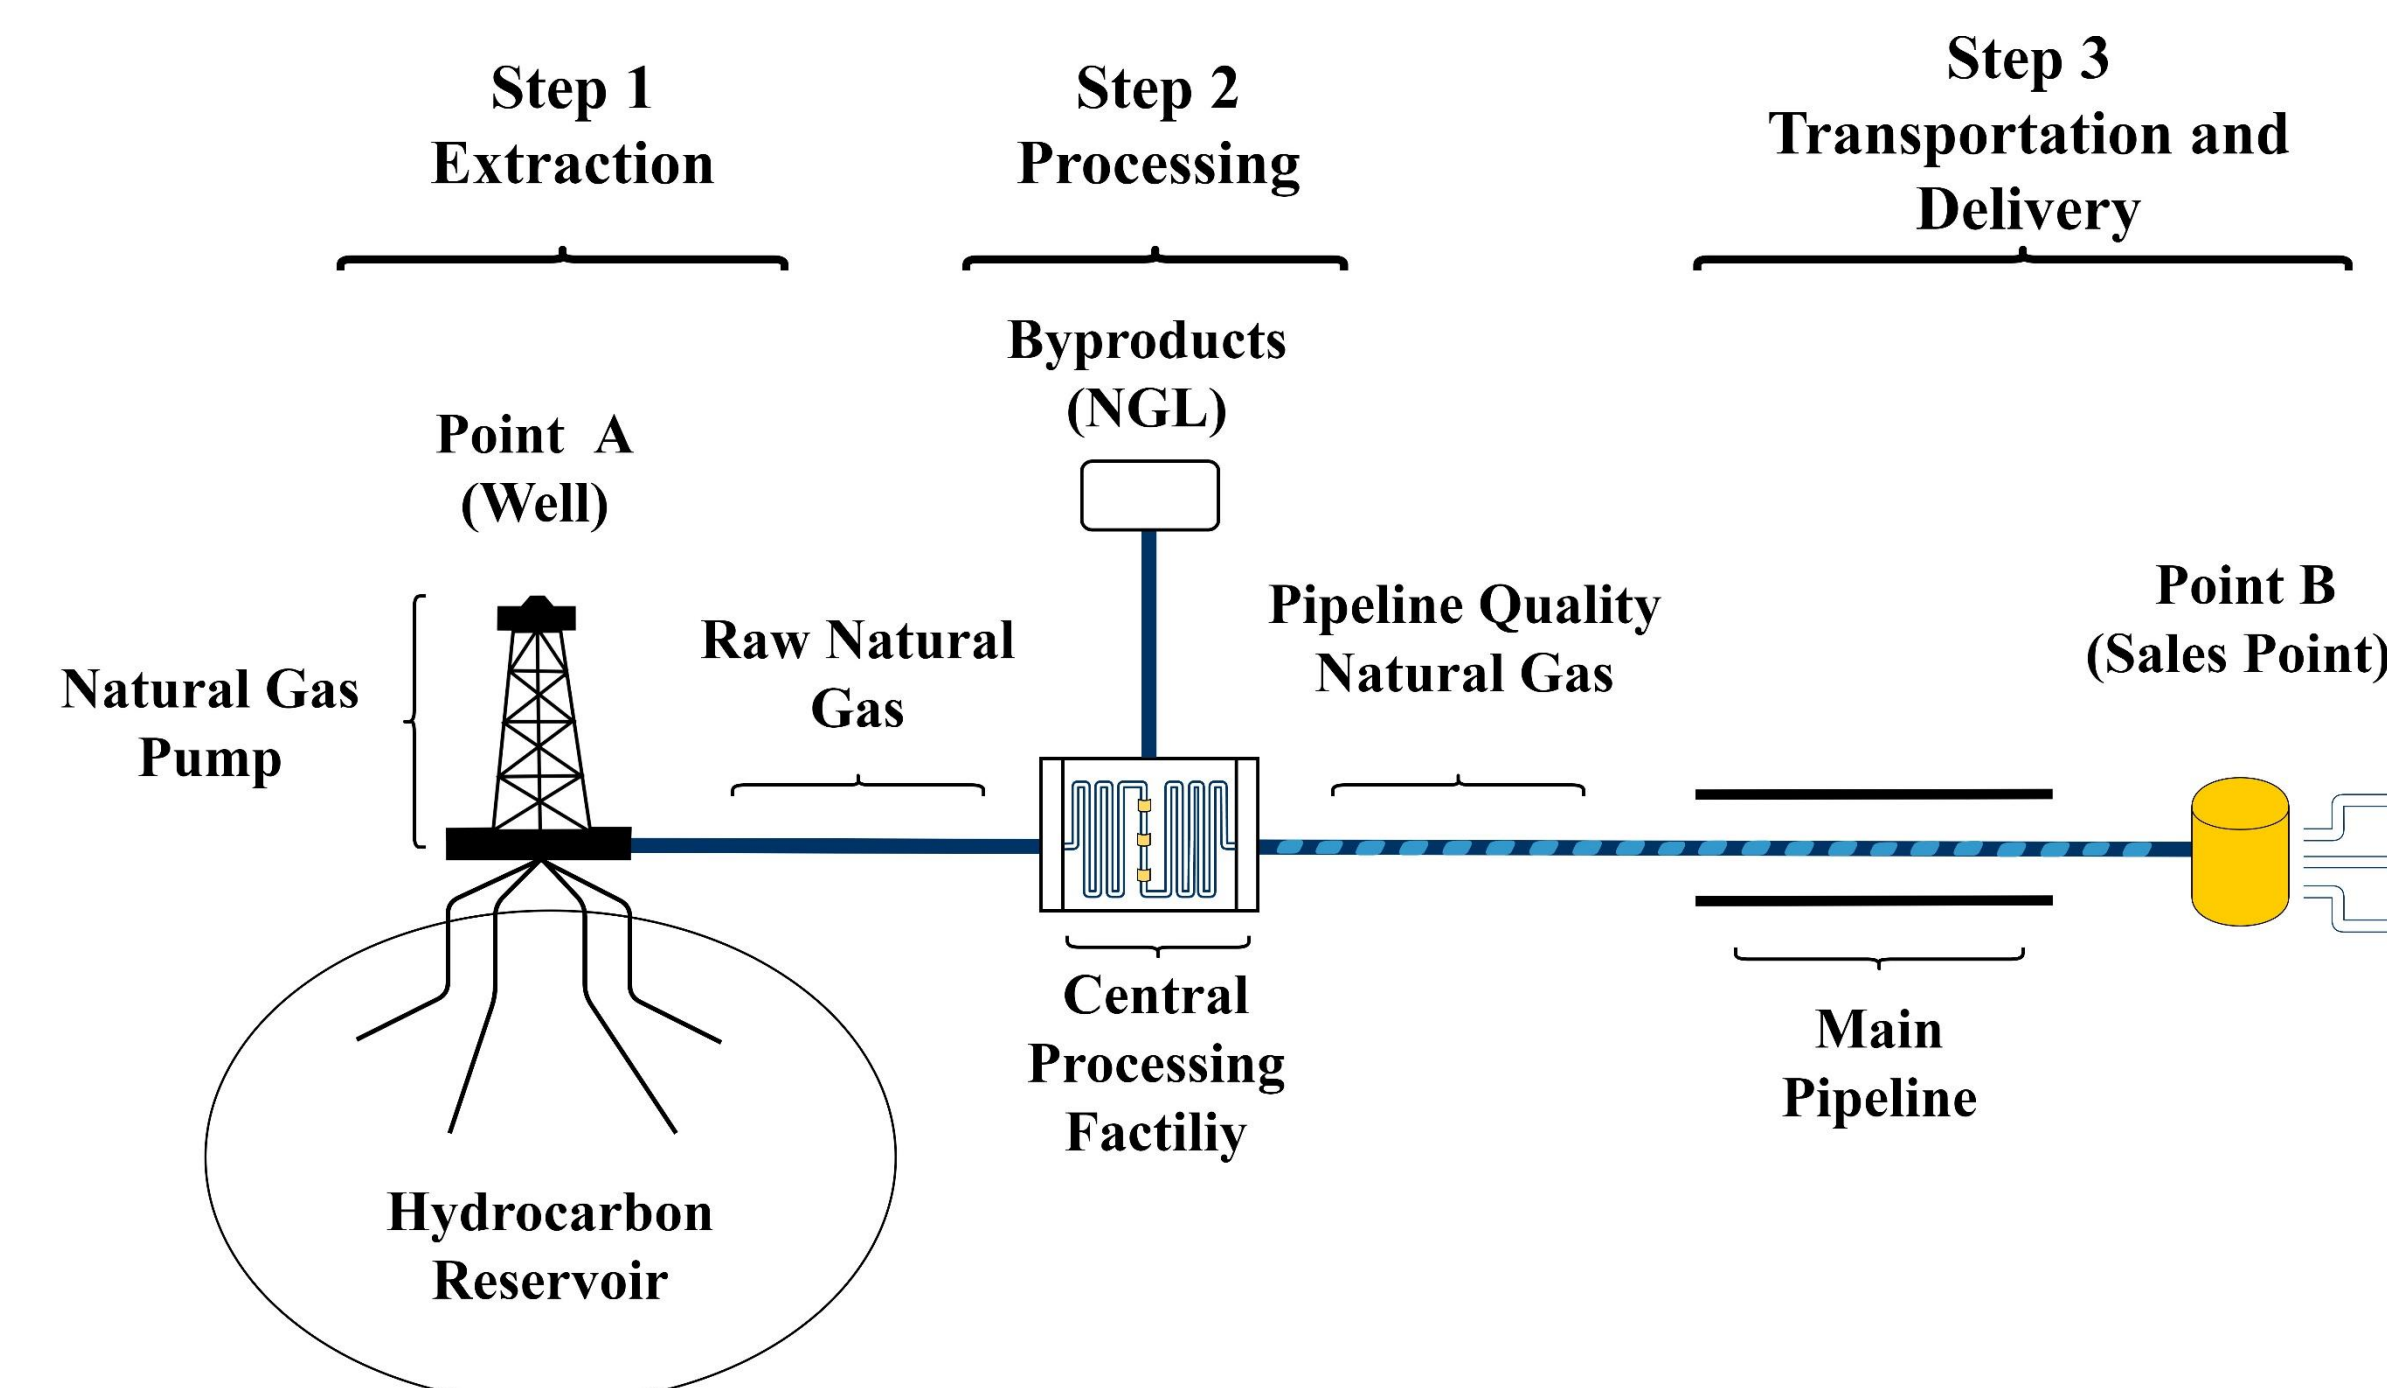 Step 1
Extraction
Step 2
Processing
Step 3
Transportation and
Delivery
Byproducts
(NGL)
Point A
(Well)
Natural Gas
Pump
Raw Natural
Gas
Pipeline Quality
Natural Gas
Point B
(Sales Point)
Central
Processing
Factiliy
Main
Pipeline
Hydrocarbon
Reservoir